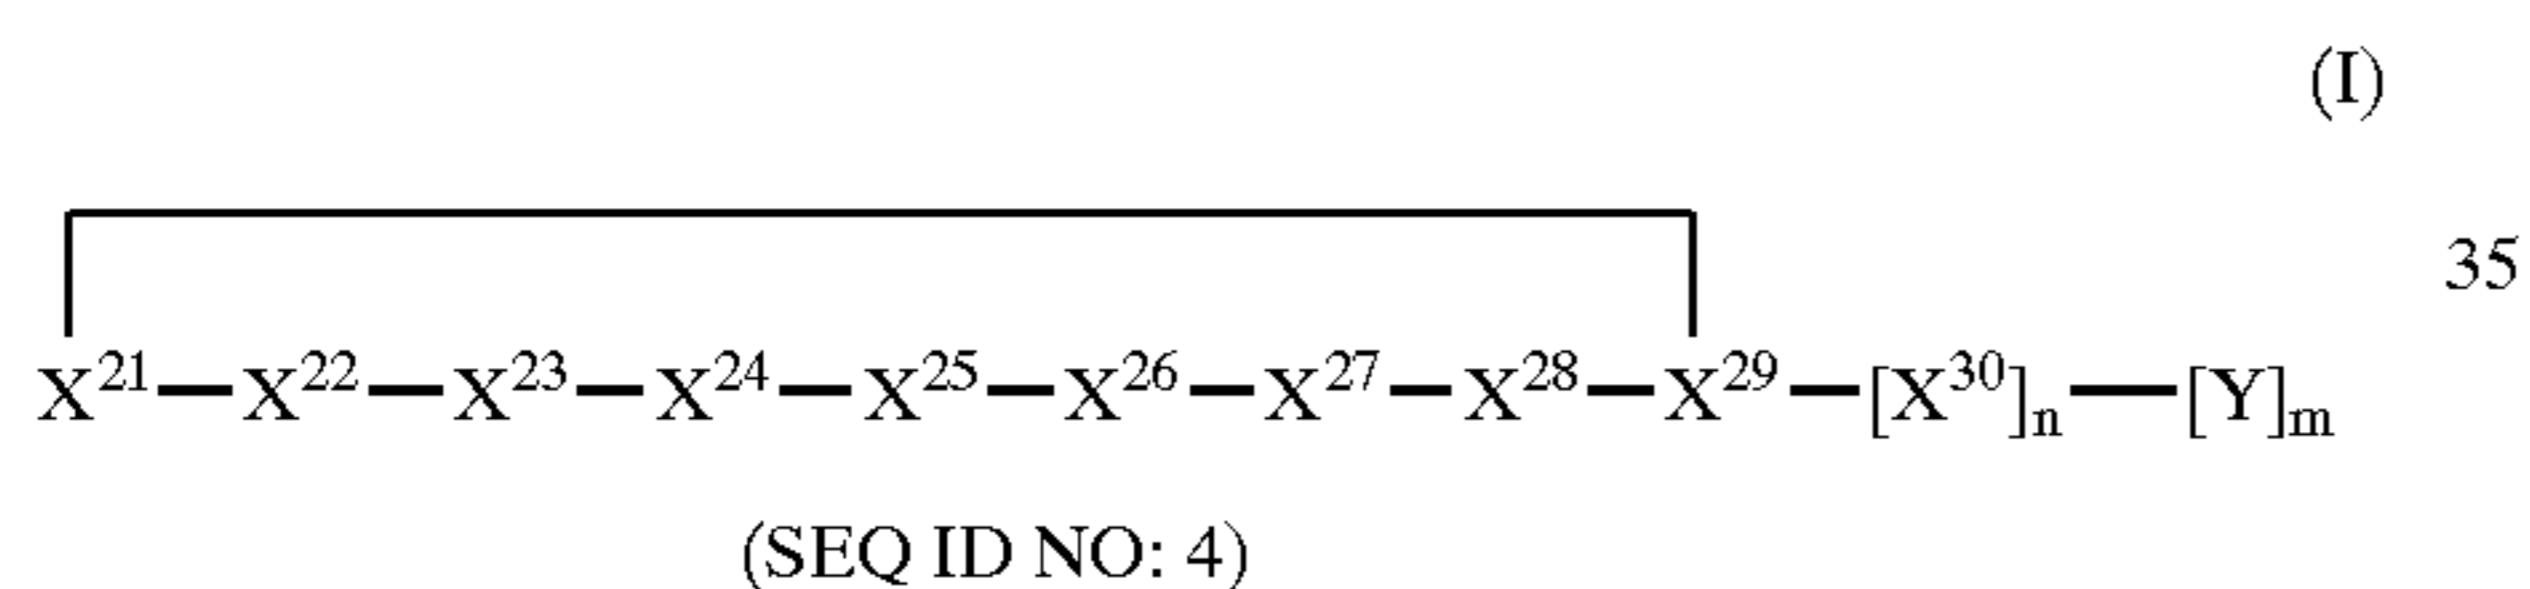 (I)
35
X²¹—X²²—X²³—X²⁴—X²⁵—X²⁶—X²⁷—X²⁸—X²⁹—[X³⁰]ₙ—[Y]ₘ
(SEQ ID NO: 4)